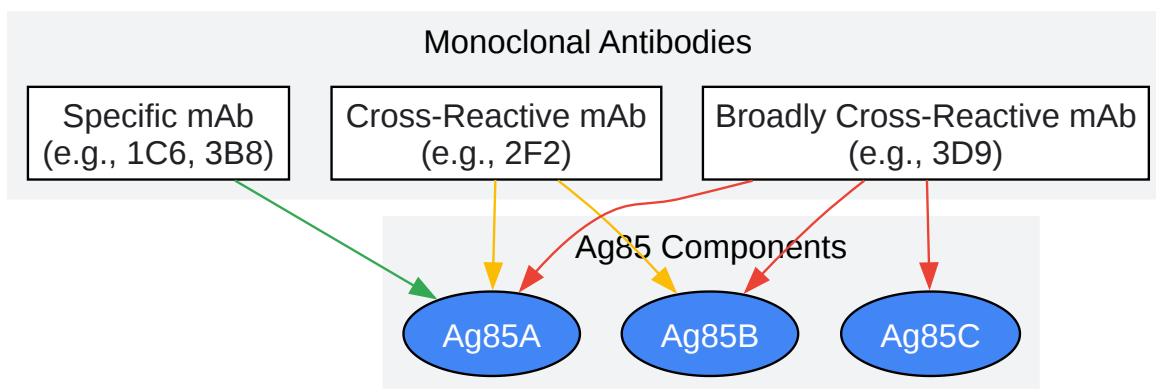 Monoclonal Antibodies
Specific mAb
(e.g., 1C6, 3B8)
Cross-Reactive mAb
(e.g., 2F2)
Broadly Cross-Reactive mAb
(e.g., 3D9)
Ag85 Components
Ag85A
Ag85B
Ag85C